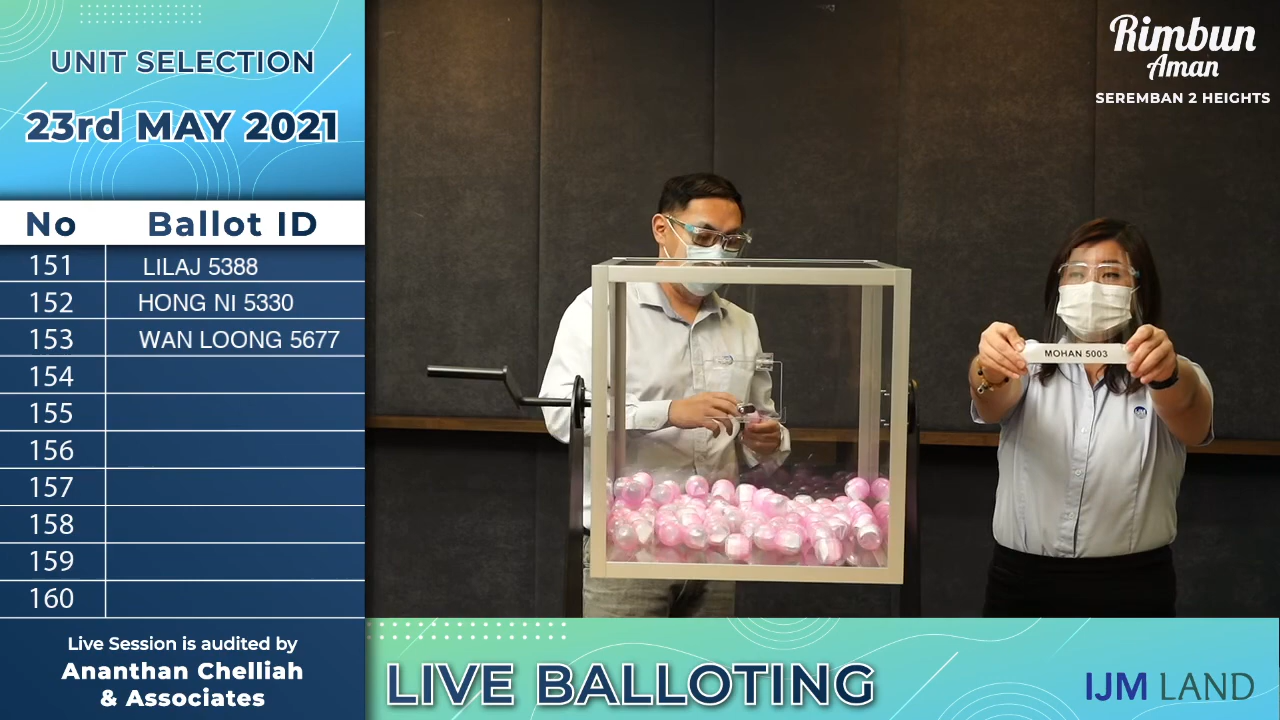 UNIT SELECTION
23rd MAY 2021
No Ballot ID
151 LILAJ 5388
152 HONG NI 5330
153 WAN LOONG 5677
154
155
156
157
158
159
160
Live Session is audited by
Ananthan Chelliah
& Associates
Rimbun
Aman
SEREMBAN 2 HEIGHTS
MOHAN 5003
IJM
LIVE BALLOTING
IJM LAND